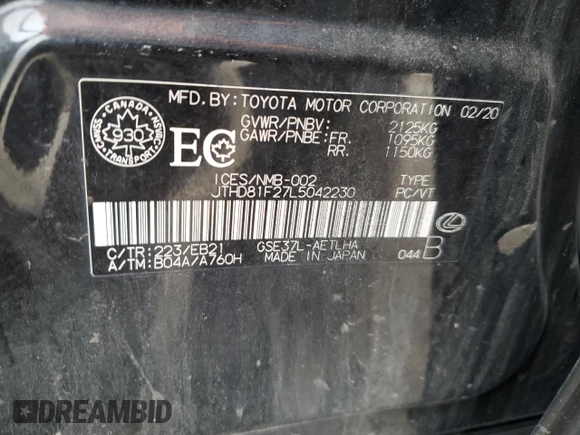 MFD.BY:TOYOTA MOTOR CORPORATION 02/20
GVWR/PNBV: 2125KG
GAWR/PNBE:FR. 1095KG
RR. 1150KG
CANADA
930
TRANSPORT
EC
ICES/NMB-002 TYPE
JTHD81F27L5042230 PC/VT
C/TR:223/EB21 GSE37L-AETLHA
A/TM:B04A/A760H MADE IN JAPAN 044 B
DREAMBID